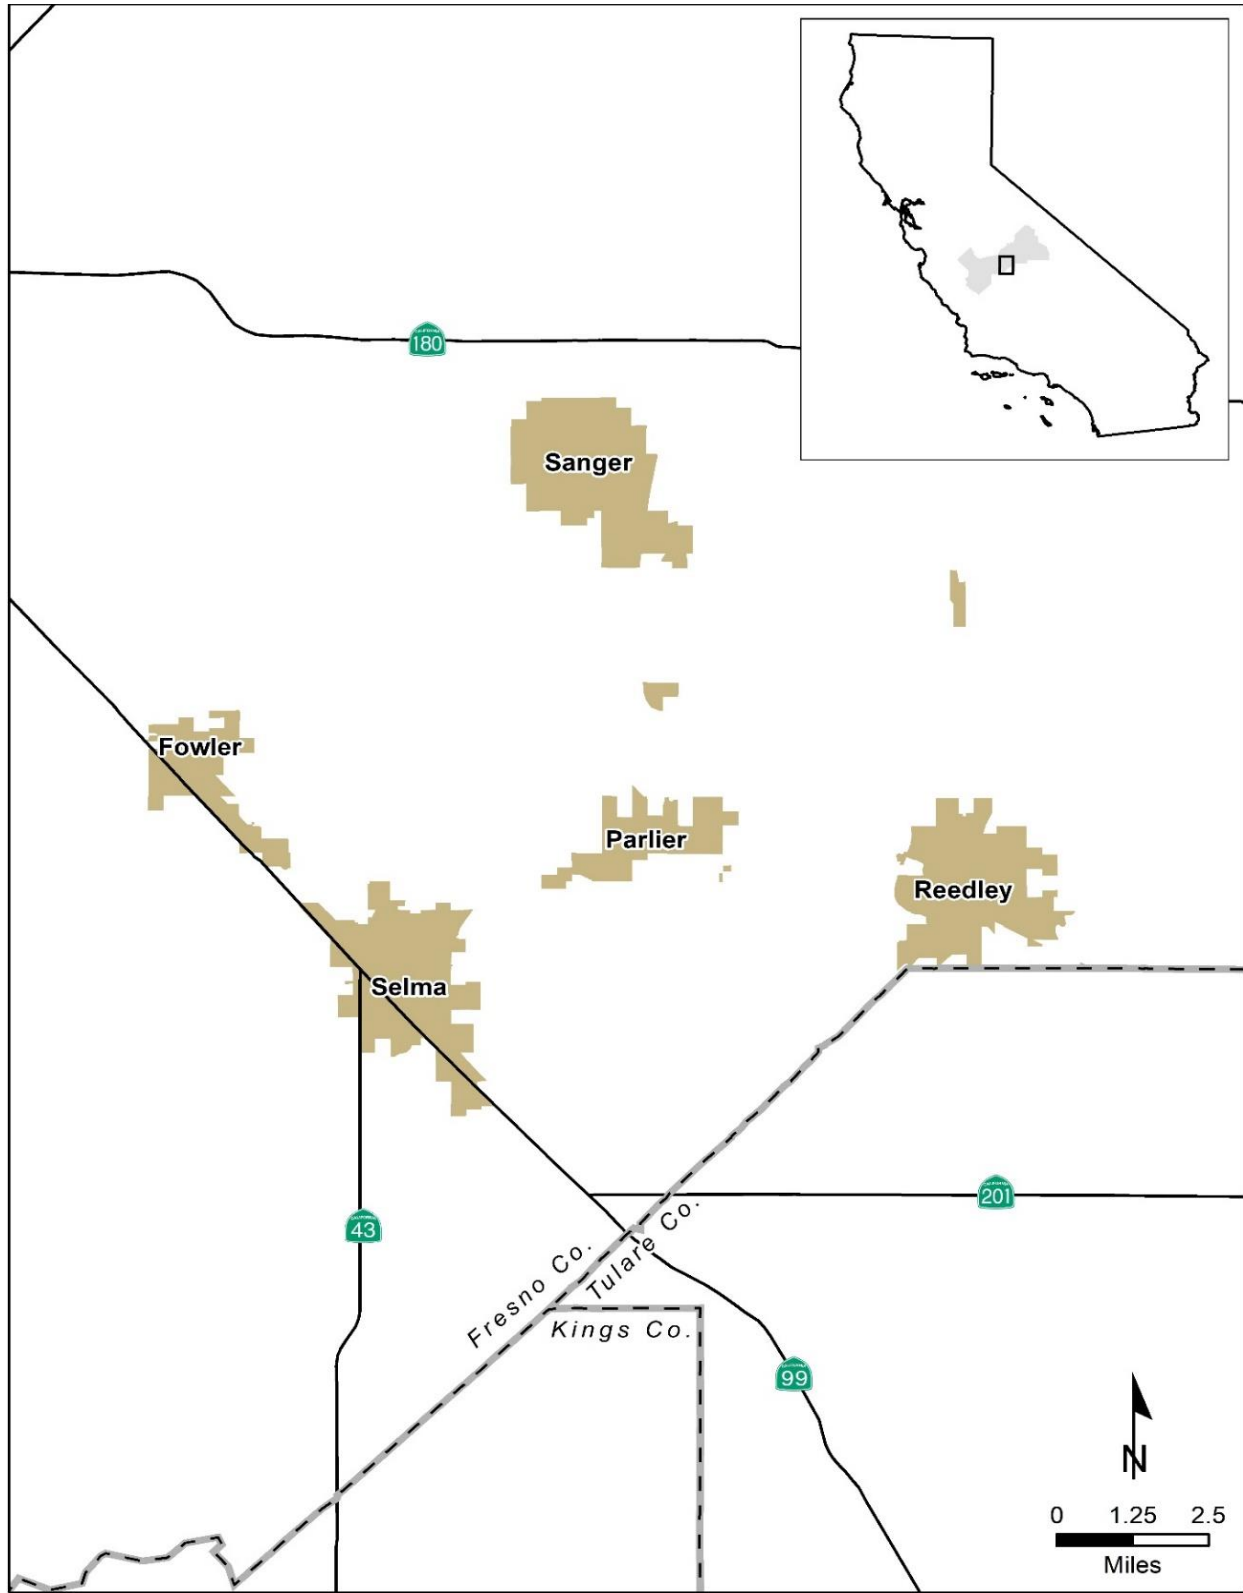 180
Sanger
Fowler
Parlier
Reedley
Selma
201
43
Fresno Co.
Tulare Co.
Kings Co.
99
N
0 1.25 2.5
Miles